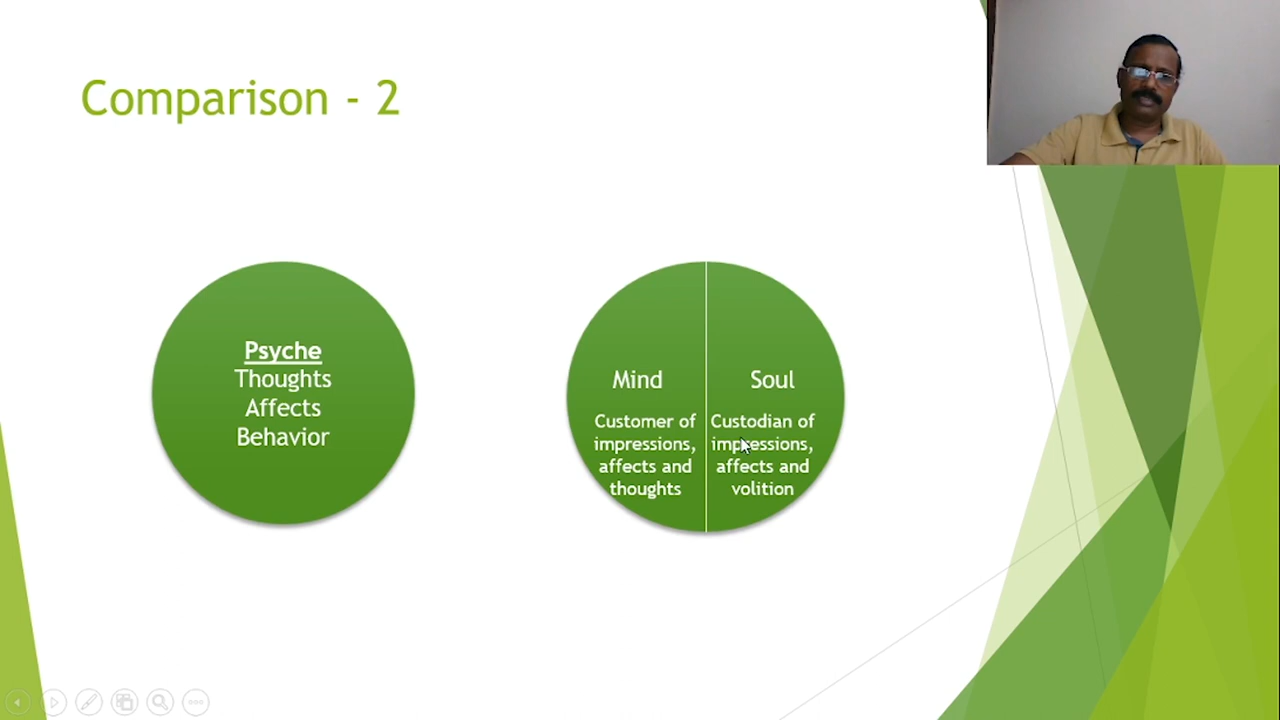 Comparison - 2
Psyche
Thoughts
Affects
Behavior
Mind
Customer of
impressions,
affects and
thoughts
Soul
Custodian of
impressions,
affects and
volition